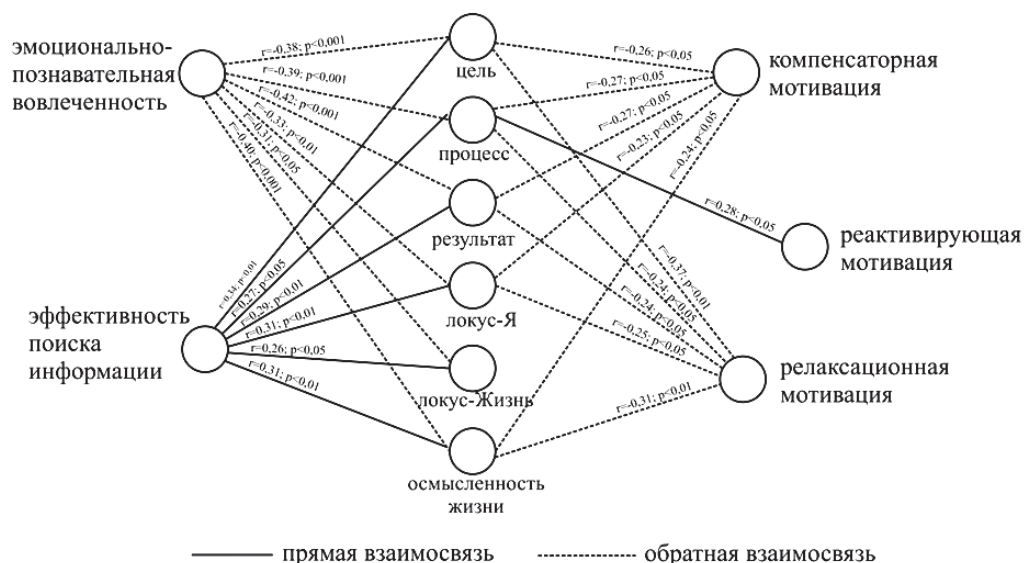 эмоционально-
познавательная
вовлеченность
r=-0,38; p<0,001
r=-0,39; p<0,001
r=-0,42; p<0,001
r=-0,33; p<0,01
r=-0,31; p<0,05
r=-0,40; p<0,001
цель
процесс
результат
локус-Я
локус-Жизнь
осмысленность
жизни
r=-0,26; p<0,05
r=-0,27; p<0,05
r=-0,27; p<0,05
r=-0,23; p<0,05
r=-0,24; p<0,05
компенсаторная
мотивация
r=0,28; p<0,05
реактивирующая
мотивация
эффективность
поиска
информации
r=0,34; p<0,01
r=0,27; p<0,05
r=0,29; p<0,01
r=0,31; p<0,01
r=0,26; p<0,05
r=0,31; p<0,01
r=-0,37; p<0,01
r=-0,24; p<0,05
r=-0,24; p<0,05
r=-0,25; p<0,05
r=-0,31; p<0,01
релаксационная
мотивация
прямая взаимосвязь
обратная взаимосвязь